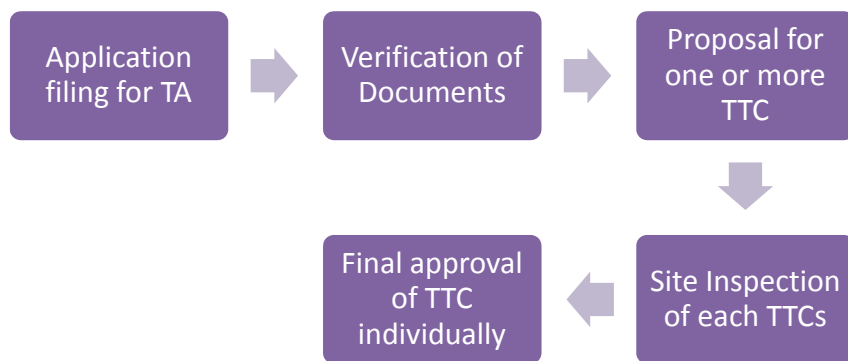 Application
filing for TA
Verification of
Documents
Proposal for
one or more
TTC
Site Inspection
of each TTCs
Final approval
of TTC
individually